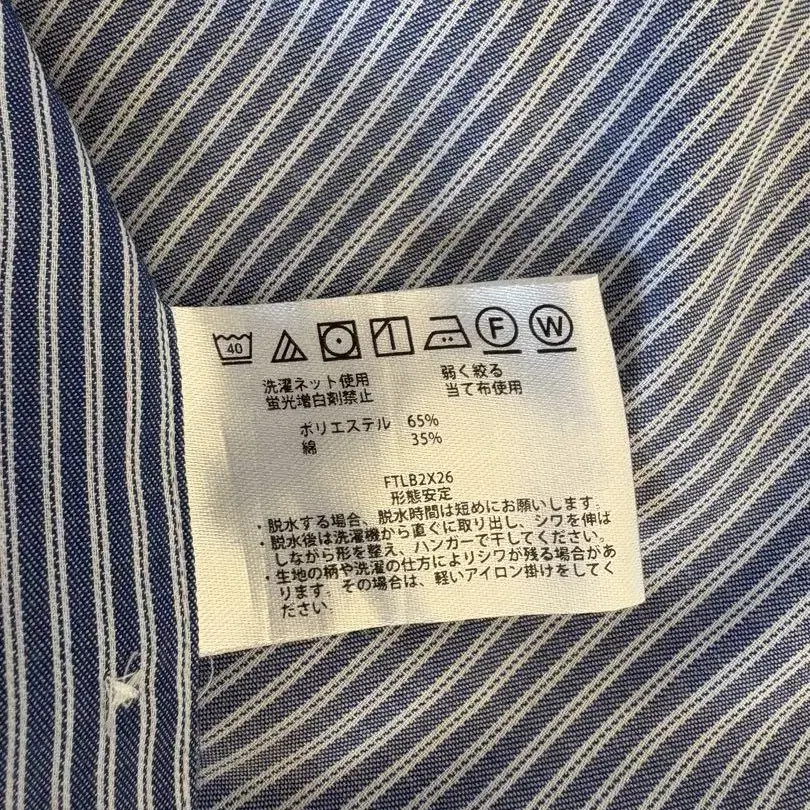 40 F W
洗濯ネット使用 弱く絞る
蛍光増白剤禁止 当て布使用
ポリエステル 65%
綿 35%
FTLB2X26
形態安定
・脱水する場合、脱水時間は短めにお願いします.
・脱水後は洗濯機から直ぐに取り出し、シワを伸ば
しながら形を整え、ハンガーで干してください。
・生地の柄や洗濯の仕方によりシワが残る場合があ
ります. その場合は、軽いアイロン掛けをしてく
ださい.